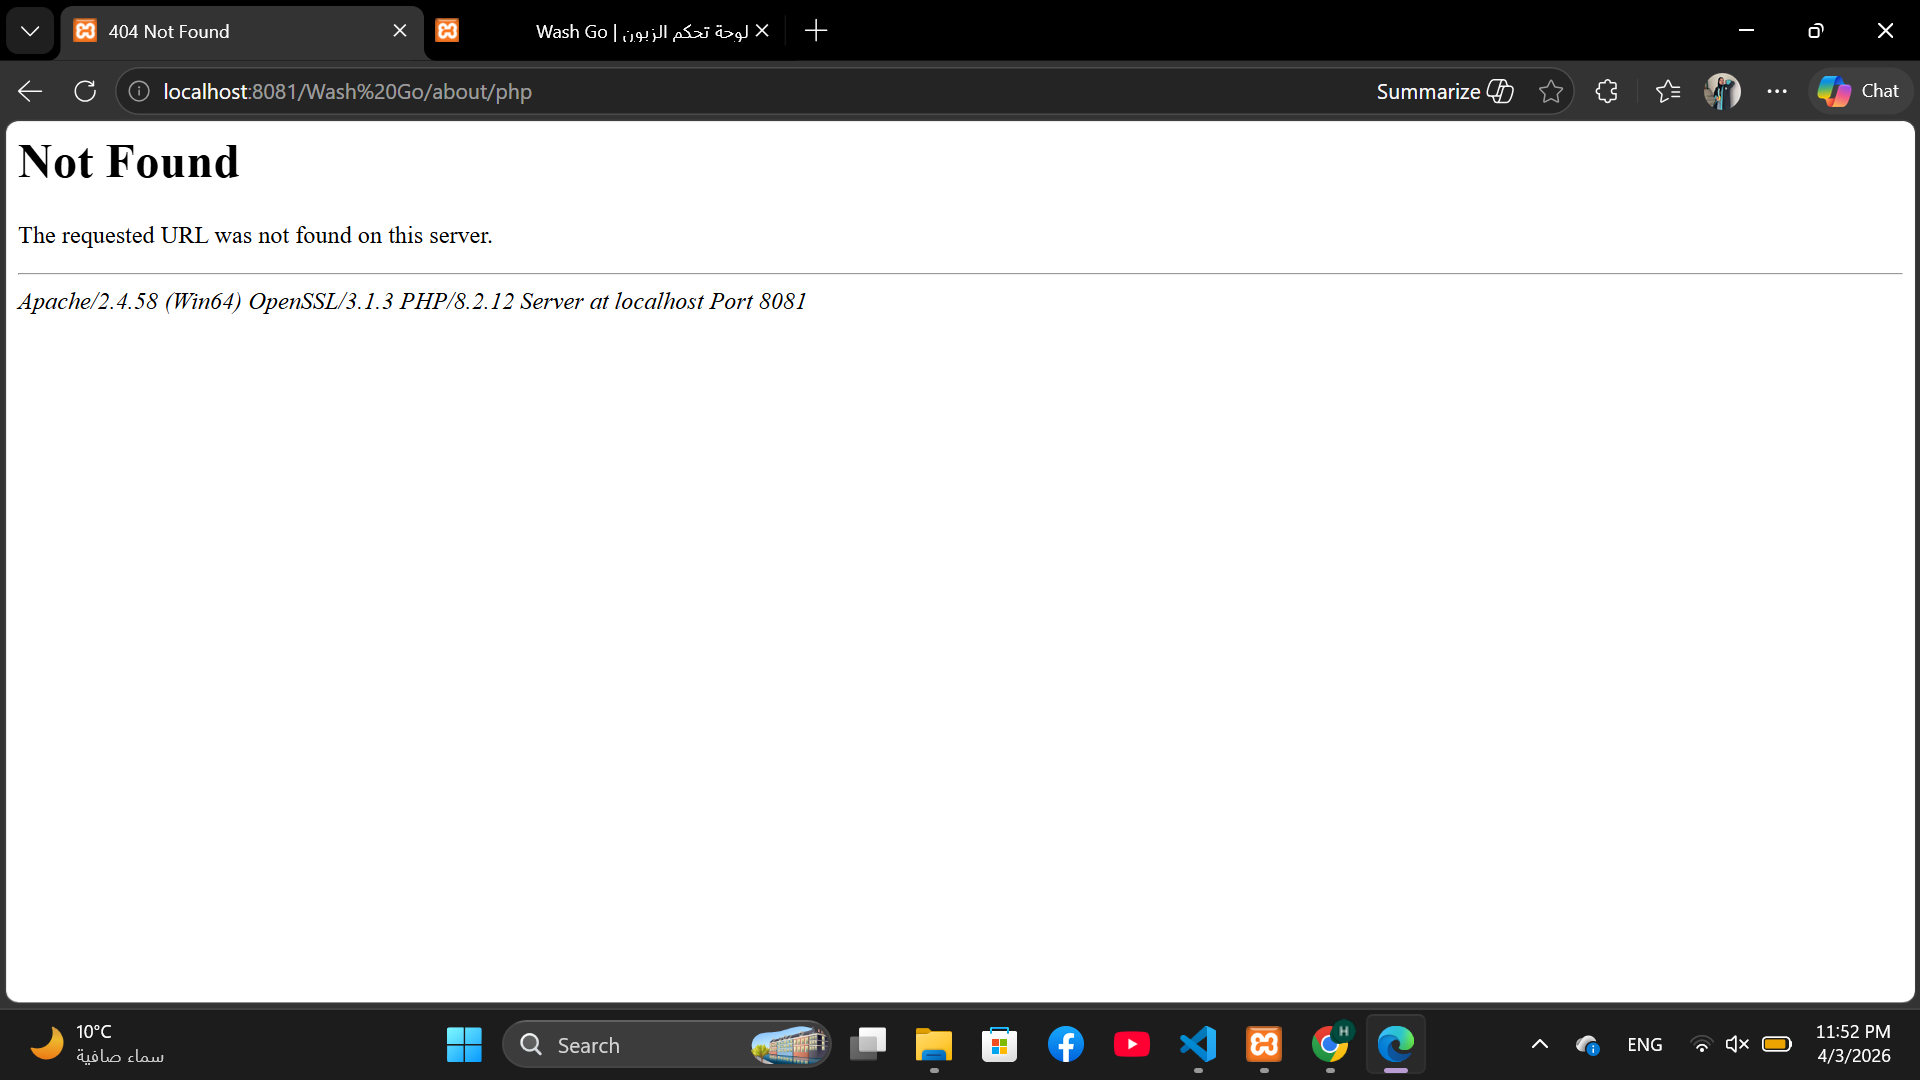 404 Not Found
Wash Go | لوحة تحكم الزبون
localhost:8081/Wash%20Go/about/php
Summarize
Chat
Not Found
The requested URL was not found on this server.
Apache/2.4.58 (Win64) OpenSSL/3.1.3 PHP/8.2.12 Server at localhost Port 8081
10°C
سماء صافية
Search
H
ENG
11:52 PM
4/3/2026